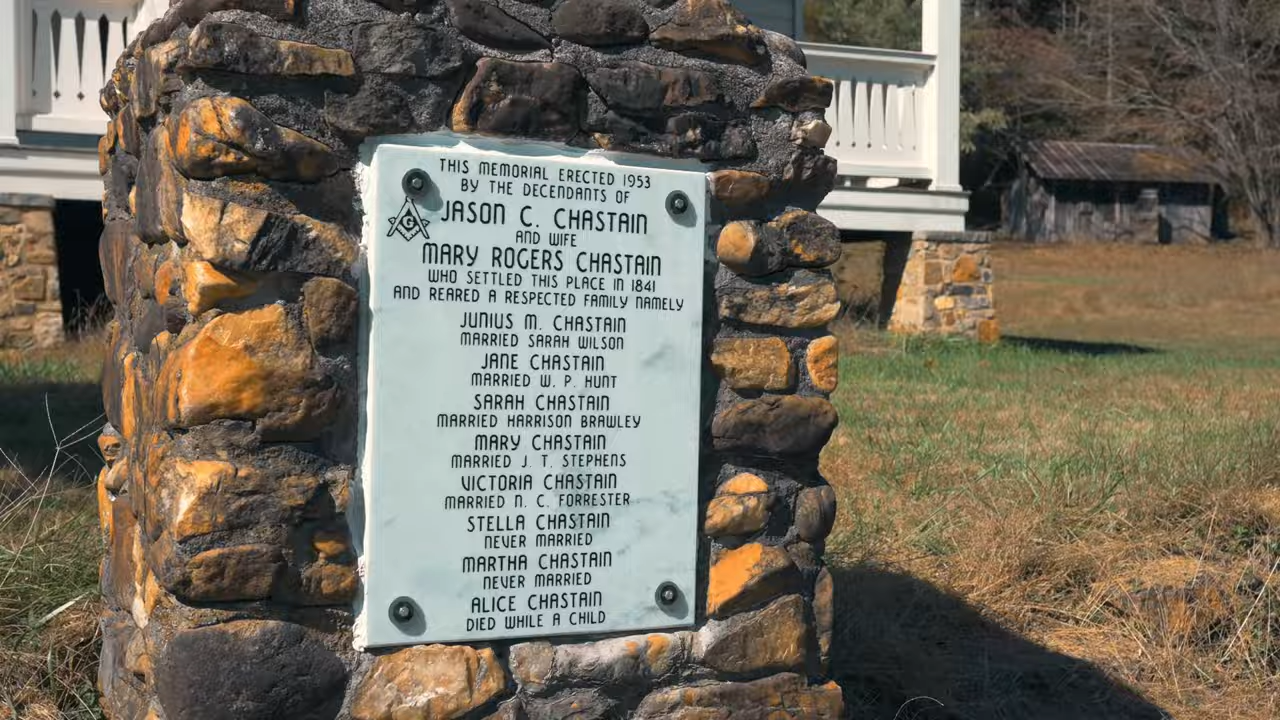 THIS MEMORIAL ERECTED 1953
BY THE DECENDANTS OF
G
JASON C. CHASTAIN
AND WIFE
MARY ROGERS CHASTAIN
WHO SETTLED THIS PLACE IN 1841
AND REARED A RESPECTED FAMILY NAMELY
JUNIUS M. CHASTAIN
MARRIED SARAH WILSON
JANE CHASTAIN
MARRIED W. P. HUNT
SARAH CHASTAIN
MARRIED HARRISON BRAWLEY
MARY CHASTAIN
MARRIED J. T. STEPHENS
VICTORIA CHASTAIN
MARRIED N. C. FORRESTER
STELLA CHASTAIN
NEVER MARRIED
MARTHA CHASTAIN
NEVER MARRIED
ALICE CHASTAIN
DIED WHILE A CHILD